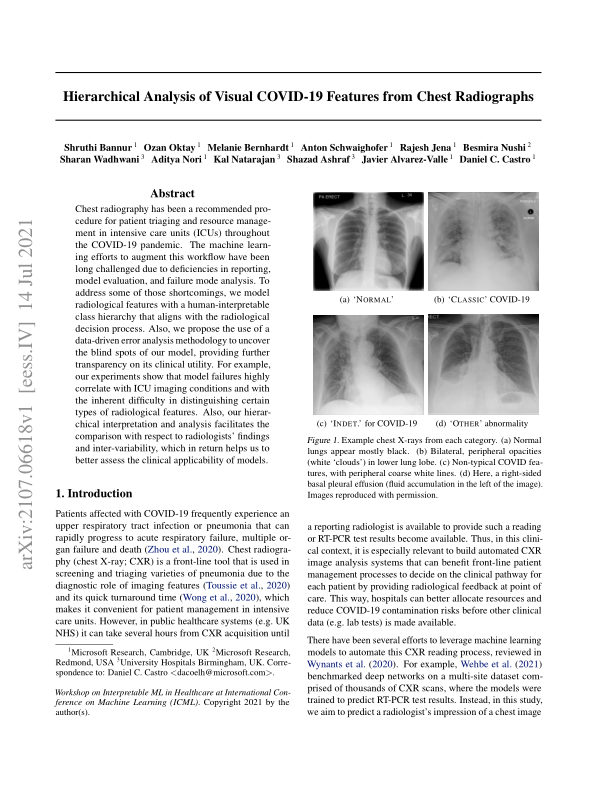 Hierarchical Analysis of Visual COVID-19 Features from Chest Radiographs
Shruthi Bannur 1 Ozan Oktay 1 Melanie Bernhardt 1 Anton Schwaighofer 1 Rajesh Jena 1 Besmira Nushi 2
Sharan Wadhwani 3 Aditya Nori 1 Kal Natarajan 3 Shazad Ashraf 3 Javier Alvarez-Valle 1 Daniel C. Castro 1
Abstract
Chest radiography has been a recommended pro-
cedure for patient triaging and resource manage-
ment in intensive care units (ICUs) throughout
the COVID-19 pandemic. The machine learn-
ing efforts to augment this workflow have been
long challenged due to deficiencies in reporting,
model evaluation, and failure mode analysis. To
address some of those shortcomings, we model
radiological features with a human-interpretable
class hierarchy that aligns with the radiological
decision process. Also, we propose the use of a
data-driven error analysis methodology to uncover
the blind spots of our model, providing further
transparency on its clinical utility. For example,
our experiments show that model failures highly
correlate with ICU imaging conditions and with
the inherent difficulty in distinguishing certain
types of radiological features. Also, our hierar-
chical interpretation and analysis facilitates the
comparison with respect to radiologists' findings
and inter-variability, which in return helps us to
better assess the clinical applicability of models.
1. Introduction
Patients affected with COVID-19 frequently experience an
upper respiratory tract infection or pneumonia that can
rapidly progress to acute respiratory failure, multiple or-
gan failure and death (Zhou et al., 2020). Chest radiogra-
phy (chest X-ray; CXR) is a front-line tool that is used in
screening and triaging varieties of pneumonia due to the
diagnostic role of imaging features (Toussie et al., 2020)
and its quick turnaround time (Wong et al., 2020), which
makes it convenient for patient management in intensive
care units. However, in public healthcare systems (e.g. UK
NHS) it can take several hours from CXR acquisition until
1Microsoft Research, Cambridge, UK 2Microsoft Research,
Redmond, USA 3University Hospitals Birmingham, UK. Corre-
spondence to: Daniel C. Castro <dacoelh@microsoft.com>.
Workshop on Interpretable ML in Healthcare at International Con-
ference on Machine Learning (ICML). Copyright 2021 by the
author(s).
PA ERECT
(a) 'NORMAL'
(b) 'CLASSIC' COVID-19
(c) 'INDET.' for COVID-19
(d) 'OTHER' abnormality
Figure 1. Example chest X-rays from each category. (a) Normal
lungs appear mostly black. (b) Bilateral, peripheral opacities
(white 'clouds') in lower lung lobe. (c) Non-typical COVID fea-
tures, with peripheral coarse white lines. (d) Here, a right-sided
basal pleural effusion (fluid accumulation in the left of the image).
Images reproduced with permission.
a reporting radiologist is available to provide such a reading
or RT-PCR test results become available. Thus, in this clini-
cal context, it is especially relevant to build automated CXR
image analysis systems that can benefit front-line patient
management processes to decide on the clinical pathway for
each patient by providing radiological feedback at point of
care. This way, hospitals can better allocate resources and
reduce COVID-19 contamination risks before other clinical
data (e.g. lab tests) is made available.
There have been several efforts to leverage machine learning
models to automate this CXR reading process, reviewed in
Wynants et al. (2020). For example, Wehbe et al. (2021)
benchmarked deep networks on a multi-site dataset com-
prised of thousands of CXR scans, where the models were
trained to predict RT-PCR test results. Instead, in this study,
we aim to predict a radiologist's impression of a chest image
arXiv:2107.06618v1 [eess.IV] 14 Jul 2021